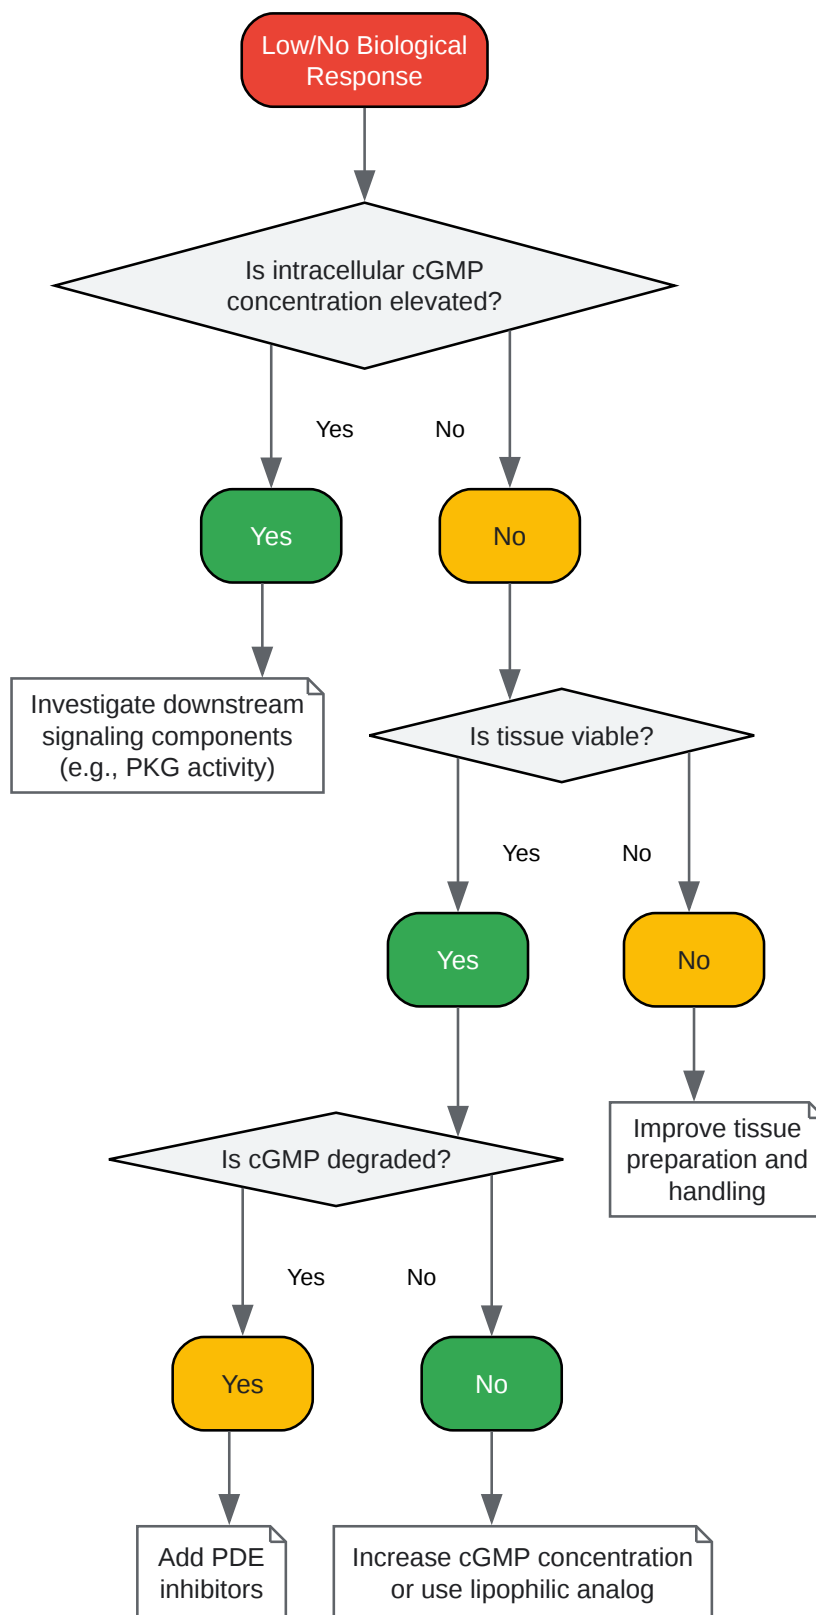 Low/No Biological
Response
Is intracellular cGMP
concentration elevated?
Yes
No
Yes
No
Investigate downstream
signaling components
(e.g., PKG activity)
Is tissue viable?
Yes
No
Yes
No
Is cGMP degraded?
Improve tissue
preparation and
handling
Yes
No
Yes
No
Add PDE
inhibitors
Increase cGMP concentration
or use lipophilic analog